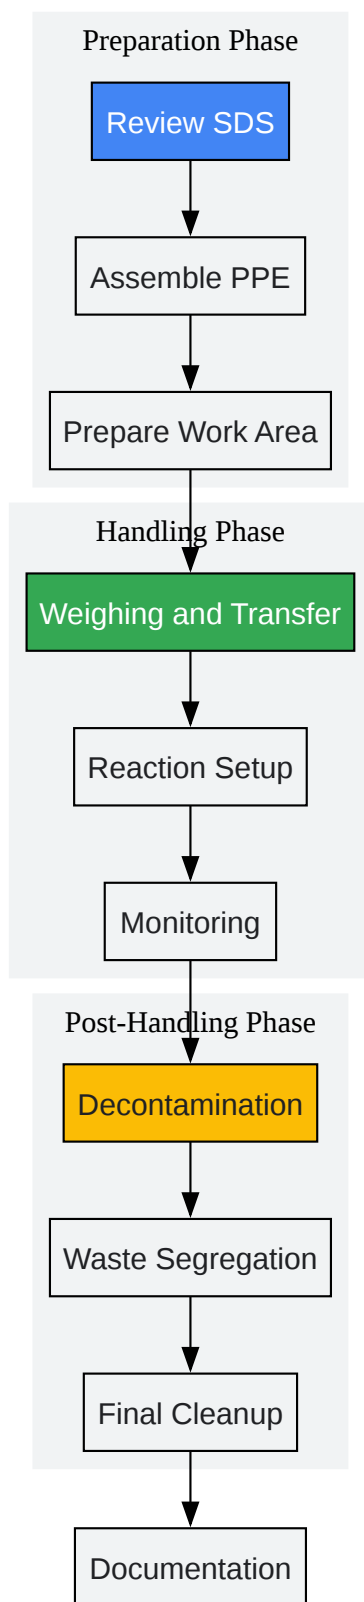 Preparation Phase
Review SDS
Assemble PPE
Prepare Work Area
Handling Phase
Weighing and Transfer
Reaction Setup
Monitoring
Post-Handling Phase
Decontamination
Waste Segregation
Final Cleanup
Documentation